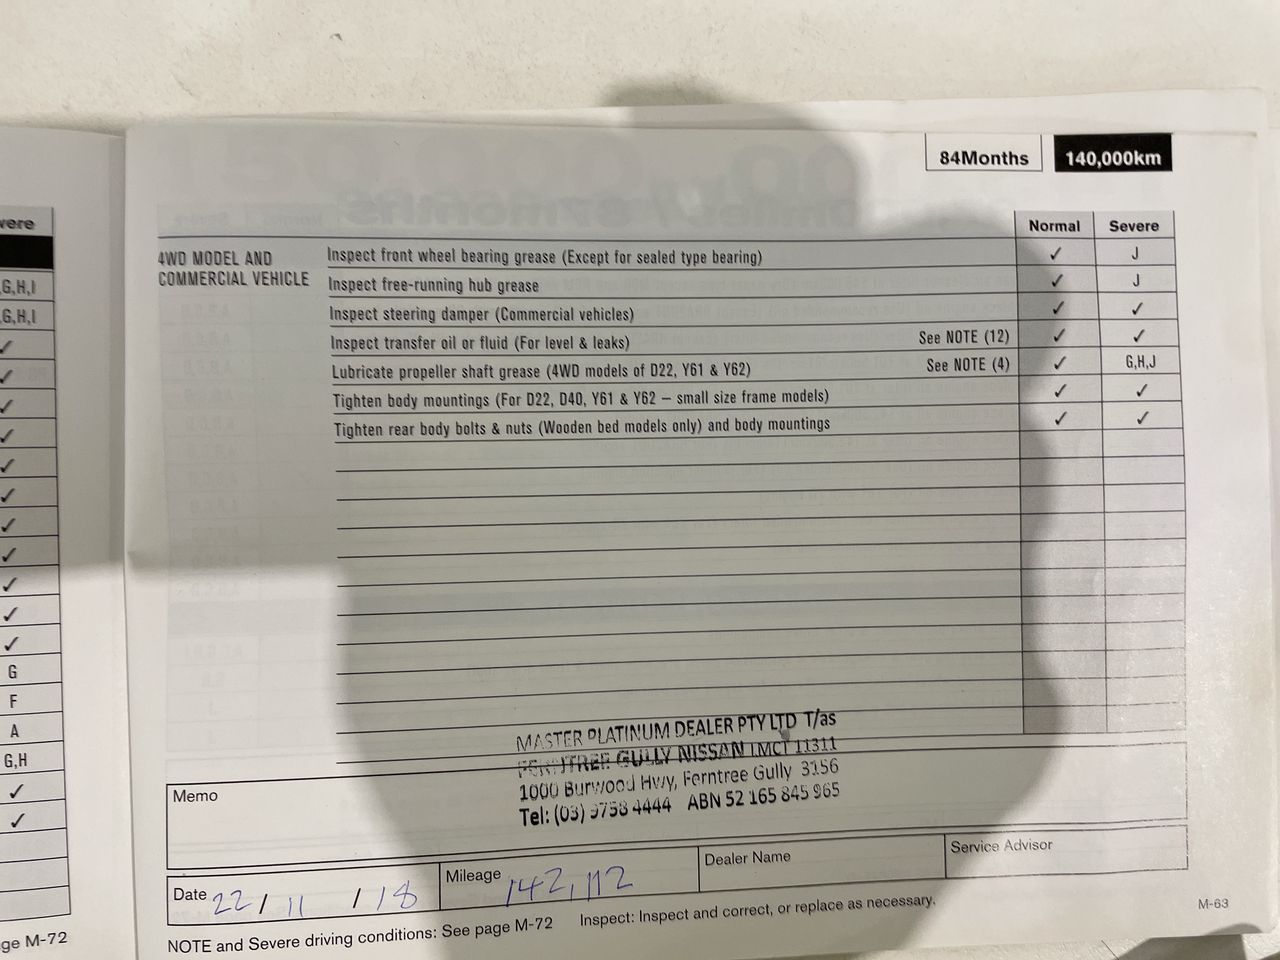 vere
G,H,I
G,H,I
✓
✓
✓
✓
✓
✓
✓
✓
✓
✓
✓
G
F
A
G,H
✓
✓
ge M-72
84Months 140,000km
Normal Severe
4WD MODEL AND COMMERCIAL VEHICLE
Inspect front wheel bearing grease (Except for sealed type bearing) ✓ J
Inspect free-running hub grease ✓ J
Inspect steering damper (Commercial vehicles) ✓ ✓
Inspect transfer oil or fluid (For level & leaks) See NOTE (12) ✓ ✓
Lubricate propeller shaft grease (4WD models of D22, Y61 & Y62) See NOTE (4) ✓ G,H,J
Tighten body mountings (For D22, D40, Y61 & Y62 – small size frame models) ✓ ✓
Tighten rear body bolts & nuts (Wooden bed models only) and body mountings ✓ ✓
MASTER PLATINUM DEALER PTY LTD T/as
FERNTREE GULLY NISSAN LMCT 11311
1000 Burwood Hwy, Ferntree Gully 3156
Tel: (03) 9758 4444 ABN 52 165 845 965
Memo
Date 22 / 11 / 18 Mileage 142,112 Dealer Name Service Advisor
NOTE and Severe driving conditions: See page M-72 Inspect: Inspect and correct, or replace as necessary.
M-63